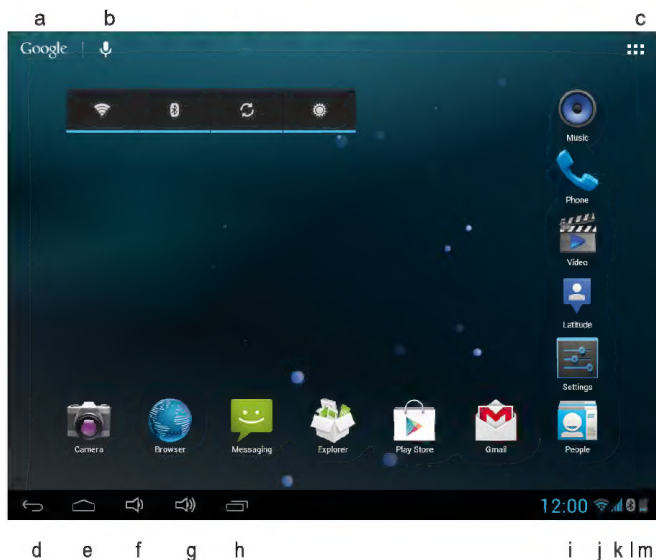 a b c
Google
Music
Phone
Video
Latitude
Settings
Camera Browser Messaging Explorer Play Store Gmail People
12:00
d e f g h i j k l m